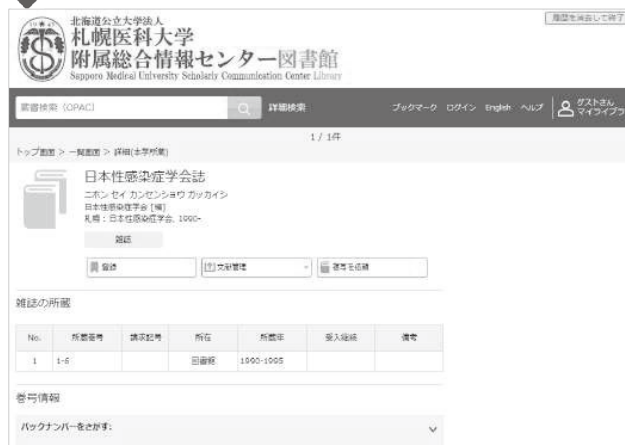 北海道公立大学法人
札幌医科大学
附属総合情報センター図書館
Sapporo Medical University Scholarly Communication Center Library
履歴を消去して終了
蔵書検索 (OPAC)
詳細検索
ブックマーク ログイン English ヘルプ
ゲストさん
マイライブラ
1 / 1件
トップ画面 > 一覧画面 > 詳細(本学所蔵)
日本性感染症学会誌
ニホン セイ カンセンショウ ガッカイシ
日本性感染症学会 [編]
札幌 : 日本性感染症学会, 1990-
雑誌
登録
文献管理
複写を依頼
雑誌の所蔵
No. 所蔵巻号 請求記号 所在 所蔵年 受入継続 備考
1 1-6 図書館 1990-1995
巻号情報
バックナンバーをさがす: